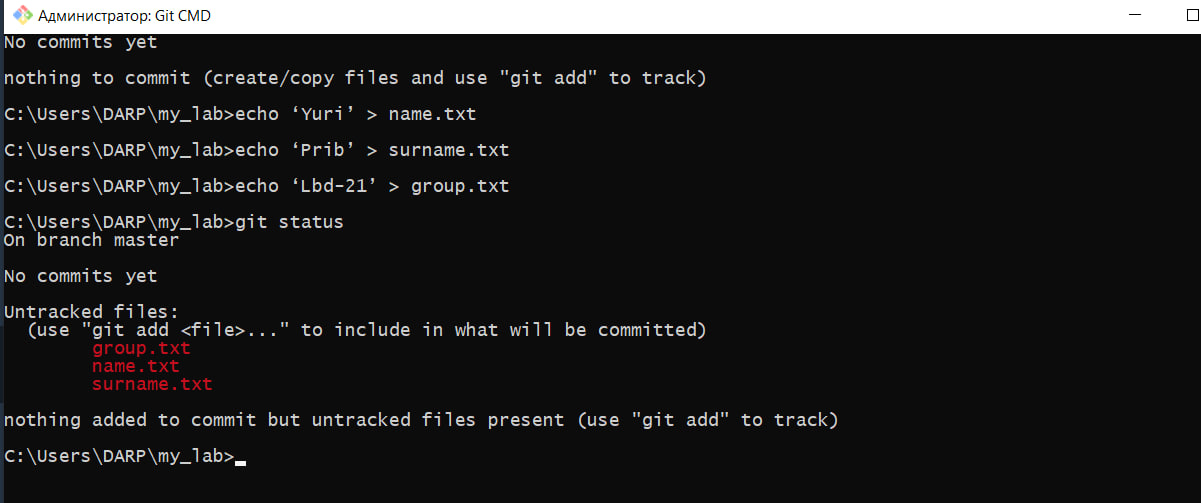 Администратор: Git CMD
No commits yet
nothing to commit (create/copy files and use "git add" to track)
C:\Users\DARP\my_lab>echo ‘Yuri’ > name.txt
C:\Users\DARP\my_lab>echo ‘Prib’ > surname.txt
C:\Users\DARP\my_lab>echo ‘Lbd-21’ > group.txt
C:\Users\DARP\my_lab>git status
On branch master
No commits yet
Untracked files:
  (use "git add <file>..." to include in what will be committed)
        group.txt
        name.txt
        surname.txt
nothing added to commit but untracked files present (use "git add" to track)
C:\Users\DARP\my_lab>